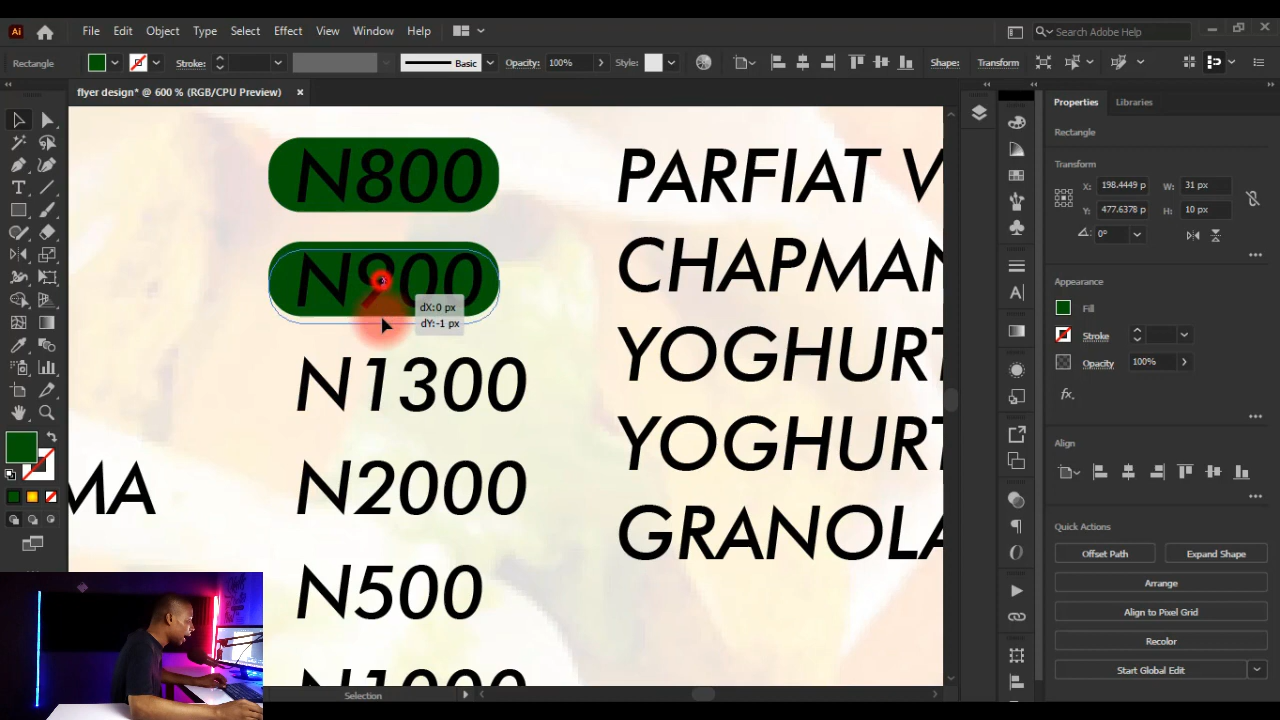 Ai
File Edit Object Type Select Effect View Window Help
Search Adobe Help
Rectangle
Stroke:
Basic
Opacity: 100%
Style:
Shape:
Transform
flyer design* @ 600 % (RGB/CPU Preview)
Properties
Libraries
Rectangle
Transform
X: 198.4449 p
W: 31 px
Y: 477.6378 p
H: 10 px
0°
Appearance
Fill
Stroke
Opacity 100%
fx.
Align
Quick Actions
Offset Path
Expand Shape
Arrange
Align to Pixel Grid
Recolor
Start Global Edit
N800
N900
dX:0 px
dY:-1 px
N1300
N2000
N500
N1000
MA
PARFIAT V
CHAPMAN
YOGHURT
YOGHURT
GRANOLA
Selection